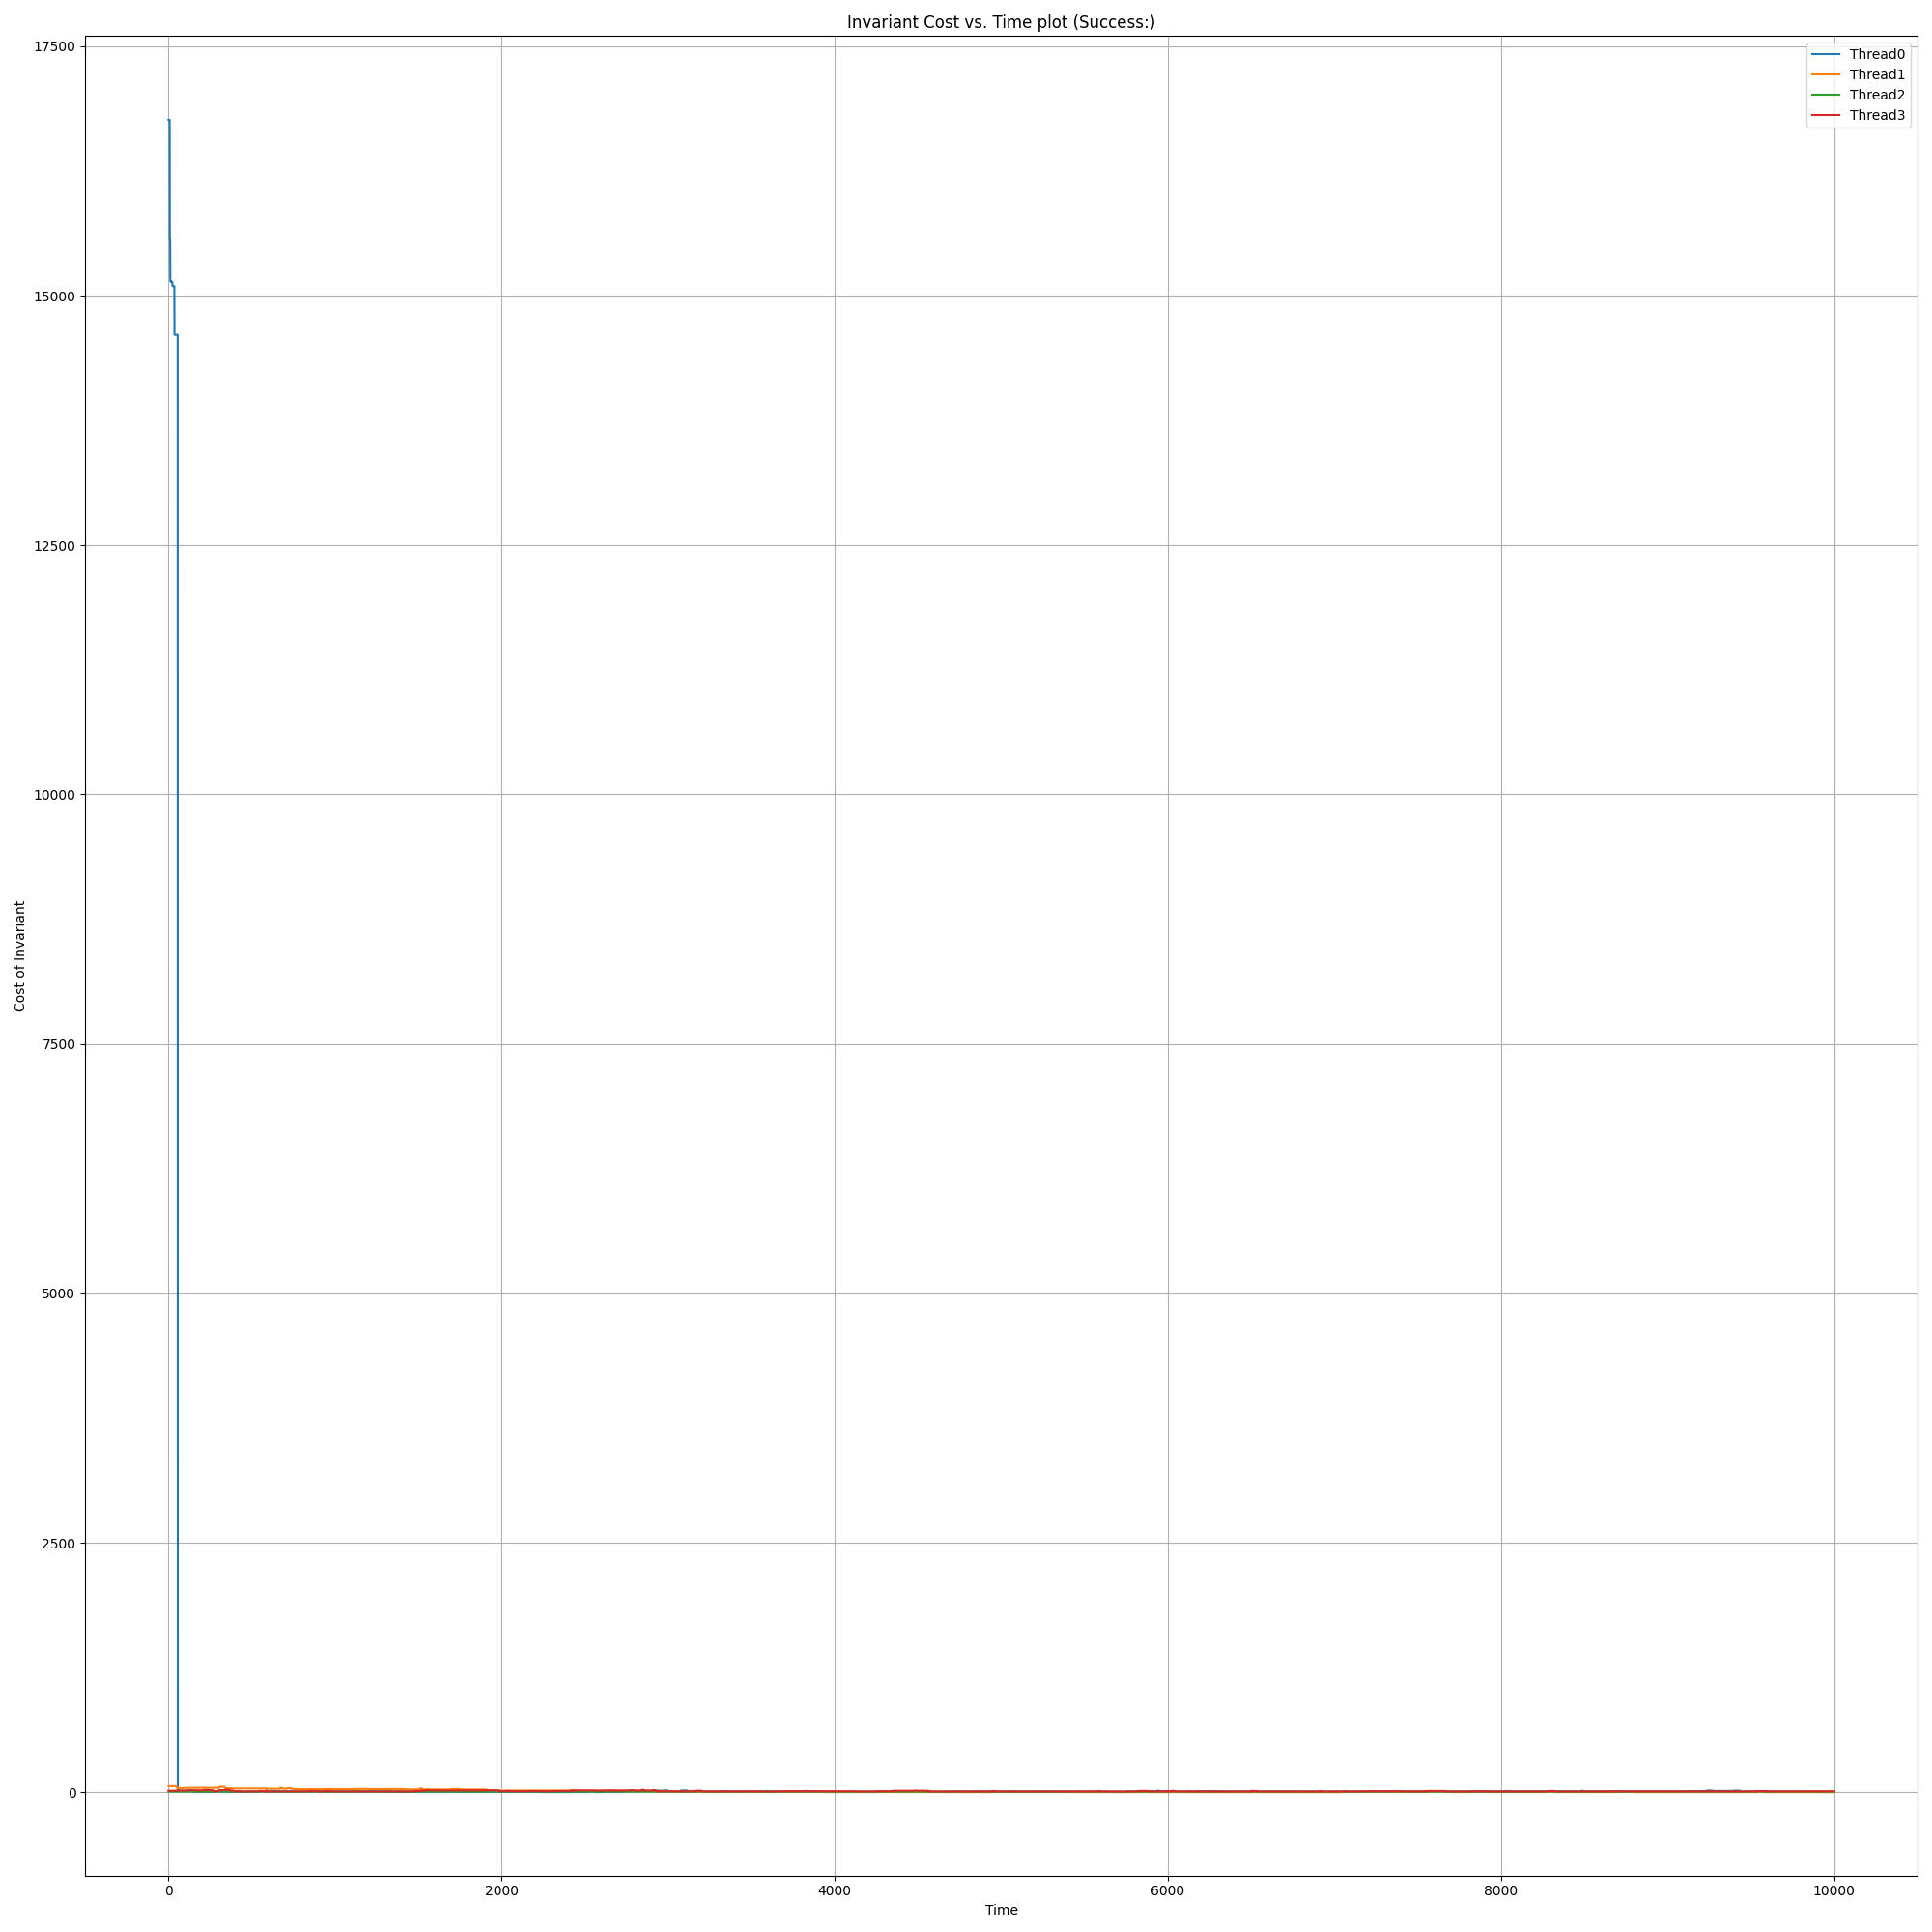 Invariant Cost vs. Time plot (Success:)
Thread0
Thread1
Thread2
Thread3
17500
15000
12500
10000
7500
5000
2500
0
Cost of Invariant
0 2000 4000 6000 8000 10000
Time